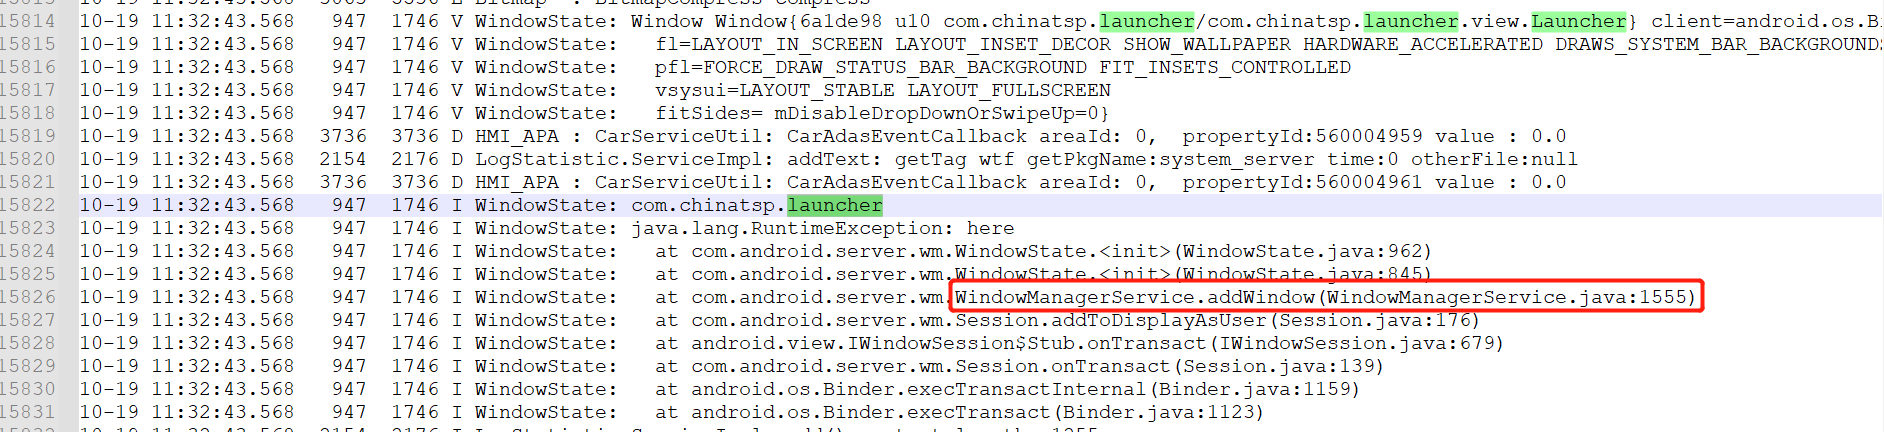 15814 10-19 11:32:43.568 947 1746 V WindowState: Window Window{6a1de98 u10 com.chinatsp.launcher/com.chinatsp.launcher.view.Launcher} client=android.os.Bi
15815 10-19 11:32:43.568 947 1746 V WindowState: fl=LAYOUT_IN_SCREEN LAYOUT_INSET_DECOR SHOW_WALLPAPER HARDWARE_ACCELERATED DRAWS_SYSTEM_BAR_BACKGROUNDS
15816 10-19 11:32:43.568 947 1746 V WindowState: pfl=FORCE_DRAW_STATUS_BAR_BACKGROUND FIT_INSETS_CONTROLLED
15817 10-19 11:32:43.568 947 1746 V WindowState: vsysui=LAYOUT_STABLE LAYOUT_FULLSCREEN
15818 10-19 11:32:43.568 947 1746 V WindowState: fitSides= mDisableDropDownOrSwipeUp=0}
15819 10-19 11:32:43.568 3736 3736 D HMI_APA : CarServiceUtil: CarAdasEventCallback areaId: 0, propertyId:560004959 value : 0.0
15820 10-19 11:32:43.568 2154 2176 D LogStatistic.ServiceImpl: addText: getTag wtf getPkgName:system_server time:0 otherFile:null
15821 10-19 11:32:43.568 3736 3736 D HMI_APA : CarServiceUtil: CarAdasEventCallback areaId: 0, propertyId:560004961 value : 0.0
15822 10-19 11:32:43.568 947 1746 I WindowState: com.chinatsp.launcher
15823 10-19 11:32:43.568 947 1746 I WindowState: java.lang.RuntimeException: here
15824 10-19 11:32:43.568 947 1746 I WindowState: at com.android.server.wm.WindowState.<init>(WindowState.java:962)
15825 10-19 11:32:43.568 947 1746 I WindowState: at com.android.server.wm.WindowState.<init>(WindowState.java:845)
15826 10-19 11:32:43.568 947 1746 I WindowState: at com.android.server.wm.WindowManagerService.addWindow(WindowManagerService.java:1555)
15827 10-19 11:32:43.568 947 1746 I WindowState: at com.android.server.wm.Session.addToDisplayAsUser(Session.java:176)
15828 10-19 11:32:43.568 947 1746 I WindowState: at android.view.IWindowSession$Stub.onTransact(IWindowSession.java:679)
15829 10-19 11:32:43.568 947 1746 I WindowState: at com.android.server.wm.Session.onTransact(Session.java:139)
15830 10-19 11:32:43.568 947 1746 I WindowState: at android.os.Binder.execTransactInternal(Binder.java:1159)
15831 10-19 11:32:43.568 947 1746 I WindowState: at android.os.Binder.execTransact(Binder.java:1123)